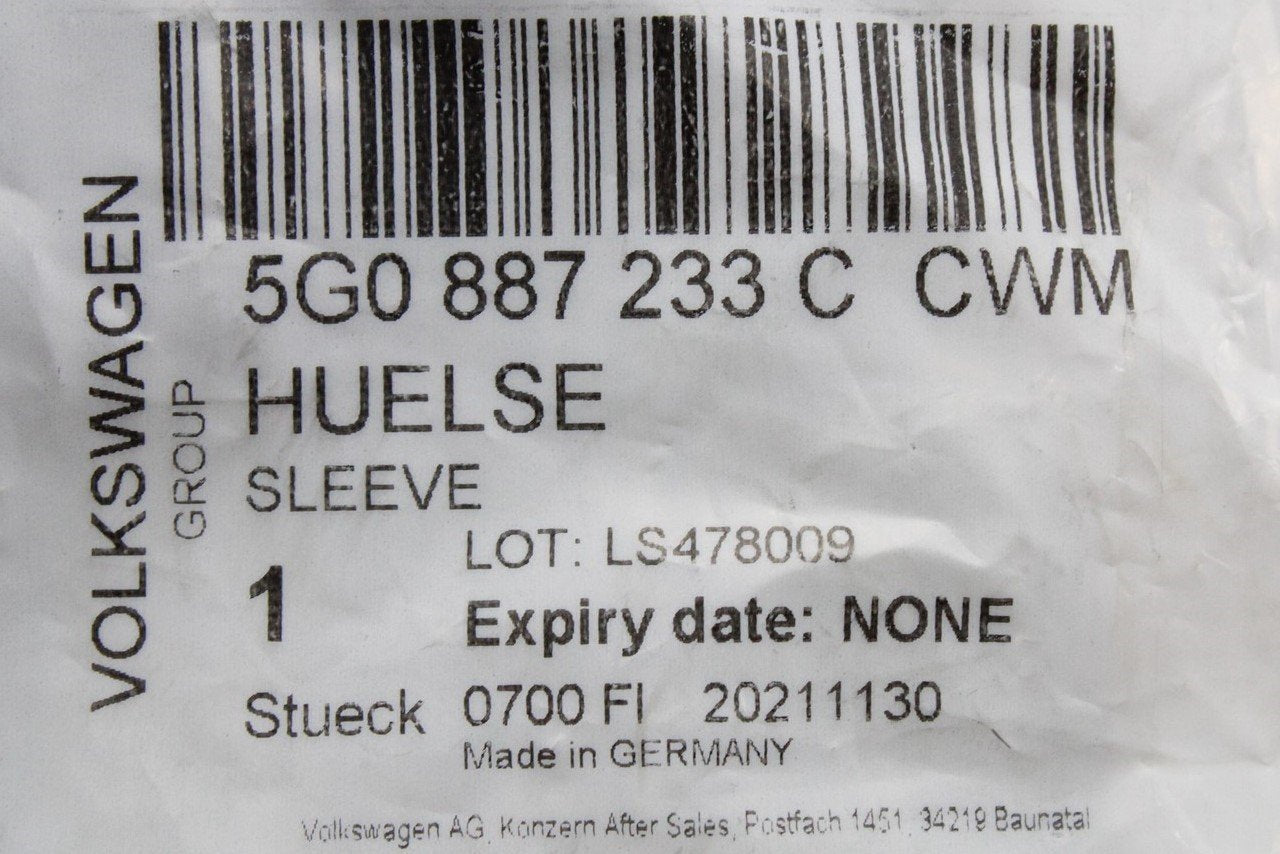 VOLKSWAGEN
GROUP
5G0 887 233 C CWM
HUELSE
SLEEVE
LOT: LS478009
1
Expiry date: NONE
Stueck
0700 FI 20211130
Made in GERMANY
Volkswagen AG, Konzern After Sales, Postfach 1451, 34219 Baunatal